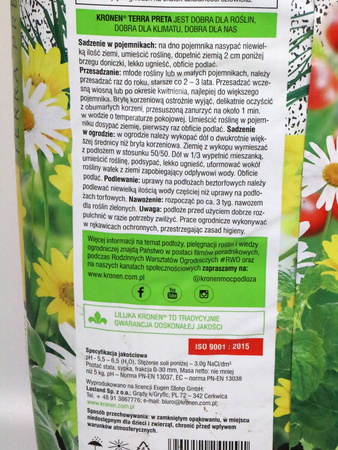 KRONEN® TERRA PRETA JEST DOBRA DLA ROŚLIN,
DOBRA DLA KLIMATU, DOBRA DLA NAS
Sadzenie w pojemnikach: na dno pojemnika nasypać niewiel-
ką ilość ziemi, umieścić roślinę, dopełnić ziemią 2 cm poniżej
brzegu doniczki, lekko ugnieść, obficie podlać.
Przesadzanie: młode rośliny lub w małych pojemnikach, należy
przesadzać raz do roku, starsze co 2 – 3 lata. Przesadzać wcze-
sną wiosną lub po okresie kwitnienia, najlepiej do większego
pojemnika. Bryłę korzeniową ostrożnie wyjąć, delikatnie oczyścić
z obumarłych korzeni, przesuszoną zanurzyć na około 1 min.
w wodzie o temperaturze pokojowej. Umieścić roślinę w pojem-
niku dosypać ziemię, pierwszy raz obficie podlać. Sadzenie
w ogrodzie: w ogrodzie należy wykopać dół o dwukrotnie więk-
szej średnicy niż bryła korzeniowa. Ziemię z wykopu wymieszać
z podłożem w stosunku 50/50. Dół w 1/3 wypełnić mieszanką,
umieścić roślinę, podsypać, lekko ugnieść, uformować wokół
rośliny wałek z ziemi zapobiegający odpływowi wody. Obficie
podlać. Podlewanie: uprawy na podłożach beztorfowych należy
podlewać niewielką ilością wody częściej niż uprawy na podło-
żach torfowych. Nawożenie: rozpocząć po ca. 3 tyg. nawozem
dla roślin zielonych. Uwaga: podłoże przy użyciem dobrze roz-
pulchnić w razie potrzeby zwilżyć. Prace ogrodnicze wykonywać
w rękawicach ochronnych, przestrzegając zasad higieny.
Więcej informacji na temat podłoży, pielęgnacji roślin i wiedzy
ogrodniczej znajdą Państwo w postaci filmów poradnikowych,
podczas Rodzinnych Warsztatów Ogrodniczych #RWO oraz
na naszych kanałach społecznościowych zapraszamy na:
www.kronen.com.pl @kronenmocpodloza
f You Tube
LILIJKA KRONEN® TO TRADYCYJNIE
GWARANCJA DOSKONAŁEJ JAKOŚCI
ISO 9001 : 2015
Specyfikacja jakościowa
pH - 5,5 – 6,5 (H₂O), Stężenie soli poniżej – 3,0g NaCl/dm³
Postać stała, sypka, frakcja 0-30 mm, Masa netto: nie mniej
niż 5 kg, pH – Norma PN-EN 13037, EC – norma PN-EN 13038
Wyprodukowano na licencji Eugen Stohp GmbH:
Lasland Sp. z o.o., Grądy k/Gryfic, PL 72 342 Cerkwica
Tel. + 48 91 3867776; e-mail: biuro@kronen.com.pl;
www.kronen.com.pl
Sposób przechowywania: w zamkniętym opakowaniu, w miejscu
niedostępnym dla dzieci i zwierząt, chronić przed wpływem
warunków atmosferycznych.